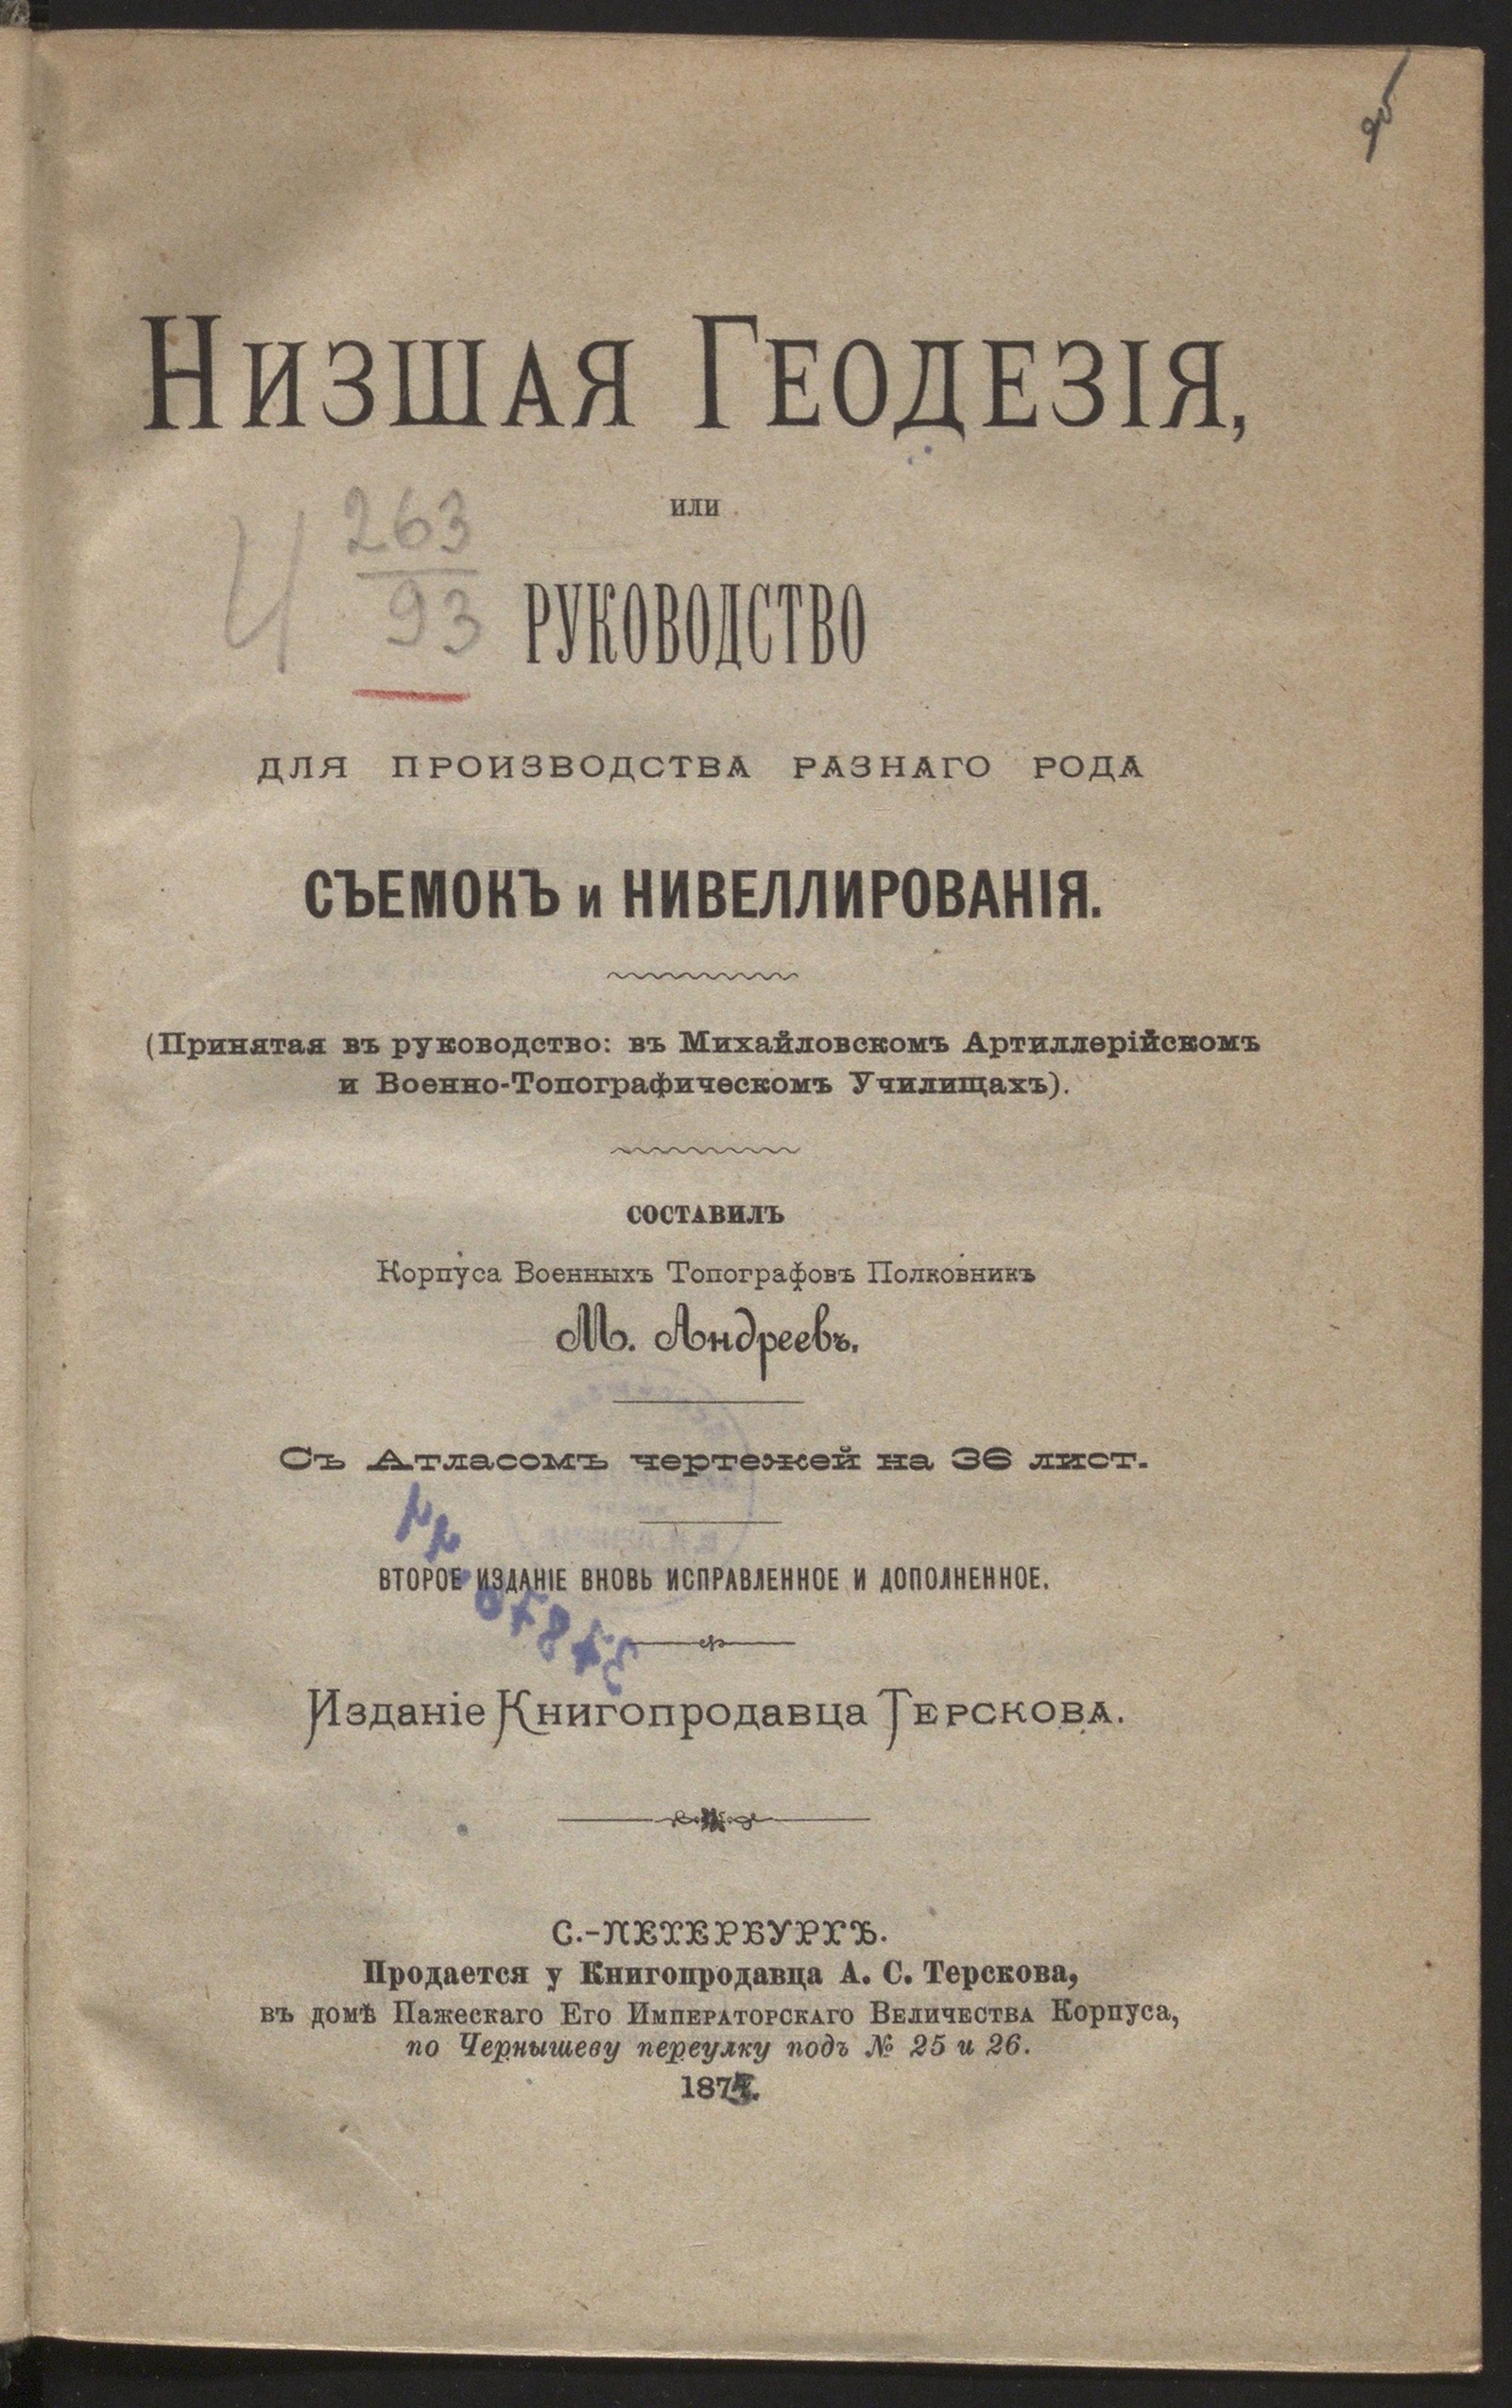 НИЗШАЯ ГЕОДЕЗІЯ,
или
263
93
РУКОВОДСТВО
ДЛЯ ПРОИЗВОДСТВА РАЗНАГО РОДА
СЪЕМОКЪ и НИВЕЛЛИРОВАНІЯ.
(Принятая въ руководство: въ Михайловскомъ Артиллерійскомъ
и Военно-Топографическомъ Училищахъ).
СОСТАВИЛЪ
Корпуса Военныхъ Топографовъ Полковникъ
М. Андреевъ.
Съ Атласомъ чертежей на 36 лист.
ВТОРОЕ ИЗДАНІЕ ВНОВЬ ИСПРАВЛЕННОЕ И ДОПОЛНЕННОЕ.
Изданіе Книгопродавца ТЕРСКОВА.
С.-ПЕТЕРБУРГЪ.
Продается у Книгопродавца А. С. Терскова,
въ домѣ Пажескаго Его ИМПЕРАТОРСКАГО ВЕЛИЧЕСТВА Корпуса,
по Чернышеву переулку подъ № 25 и 26.